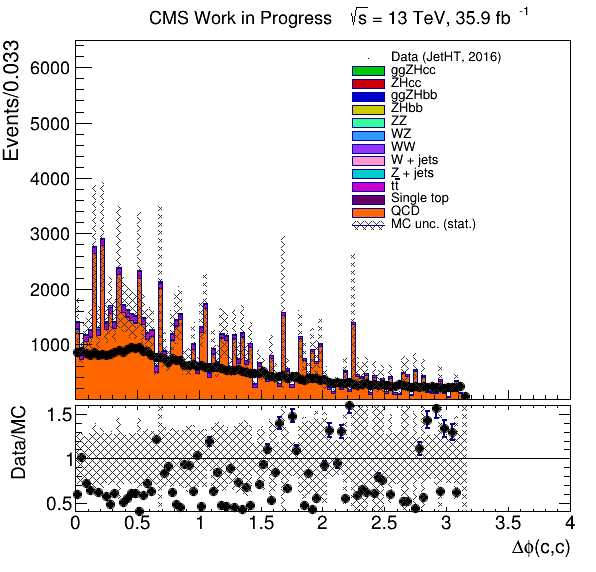 CMS Work in Progress √s = 13 TeV, 35.9 fb⁻¹
Events/0.033
6000
5000
4000
3000
2000
1000
Data (JetHT, 2016)
ggZHcc
ZHcc
ggZHbb
ZHbb
ZZ
WZ
WW
W + jets
Z + jets
tt̄
Single top
QCD
MC unc. (stat.)
Data/MC
1.5
1
0.5
0 0.5 1 1.5 2 2.5 3 3.5 4
Δϕ(c,c)